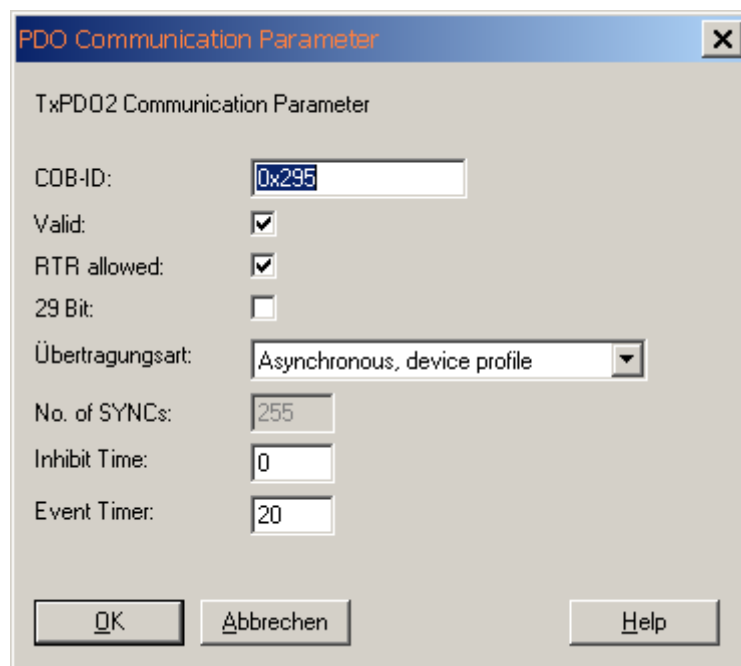 PDO Communication Parameter
TxPDO2 Communication Parameter
COB-ID: 0x295
Valid:
RTR allowed:
29 Bit:
Übertragungsart: Asynchronous, device profile
No. of SYNCs: 255
Inhibit Time: 0
Event Timer: 20
OK Abbrechen Help